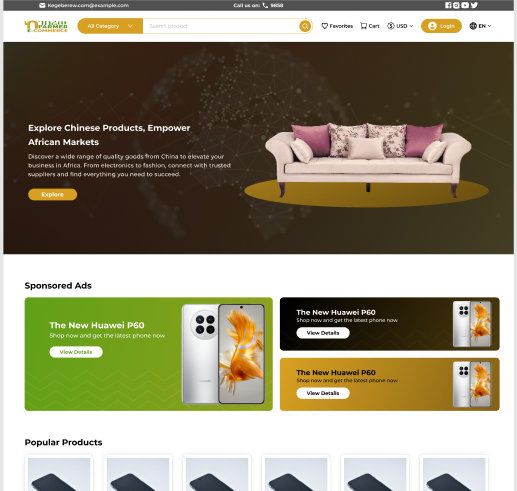 Kegeberew.com@example.com
Call us on: 9858
FARMER
E-COMMERCE
All Category
Search product
Favorites
Cart
USD
Login
EN
Explore Chinese Products, Empower
African Markets
Discover a wide range of quality goods from China to elevate your
business in Africa. From electronics to fashion, connect with trusted
suppliers and find everything you need to succeed.
Explore
Sponsored Ads
The New Huawei P60
Shop now and get the latest phone now
View Details
The New Huawei P60
Shop now and get the latest phone now
View Details
The New Huawei P60
Shop now and get the latest phone now
View Details
Popular Products